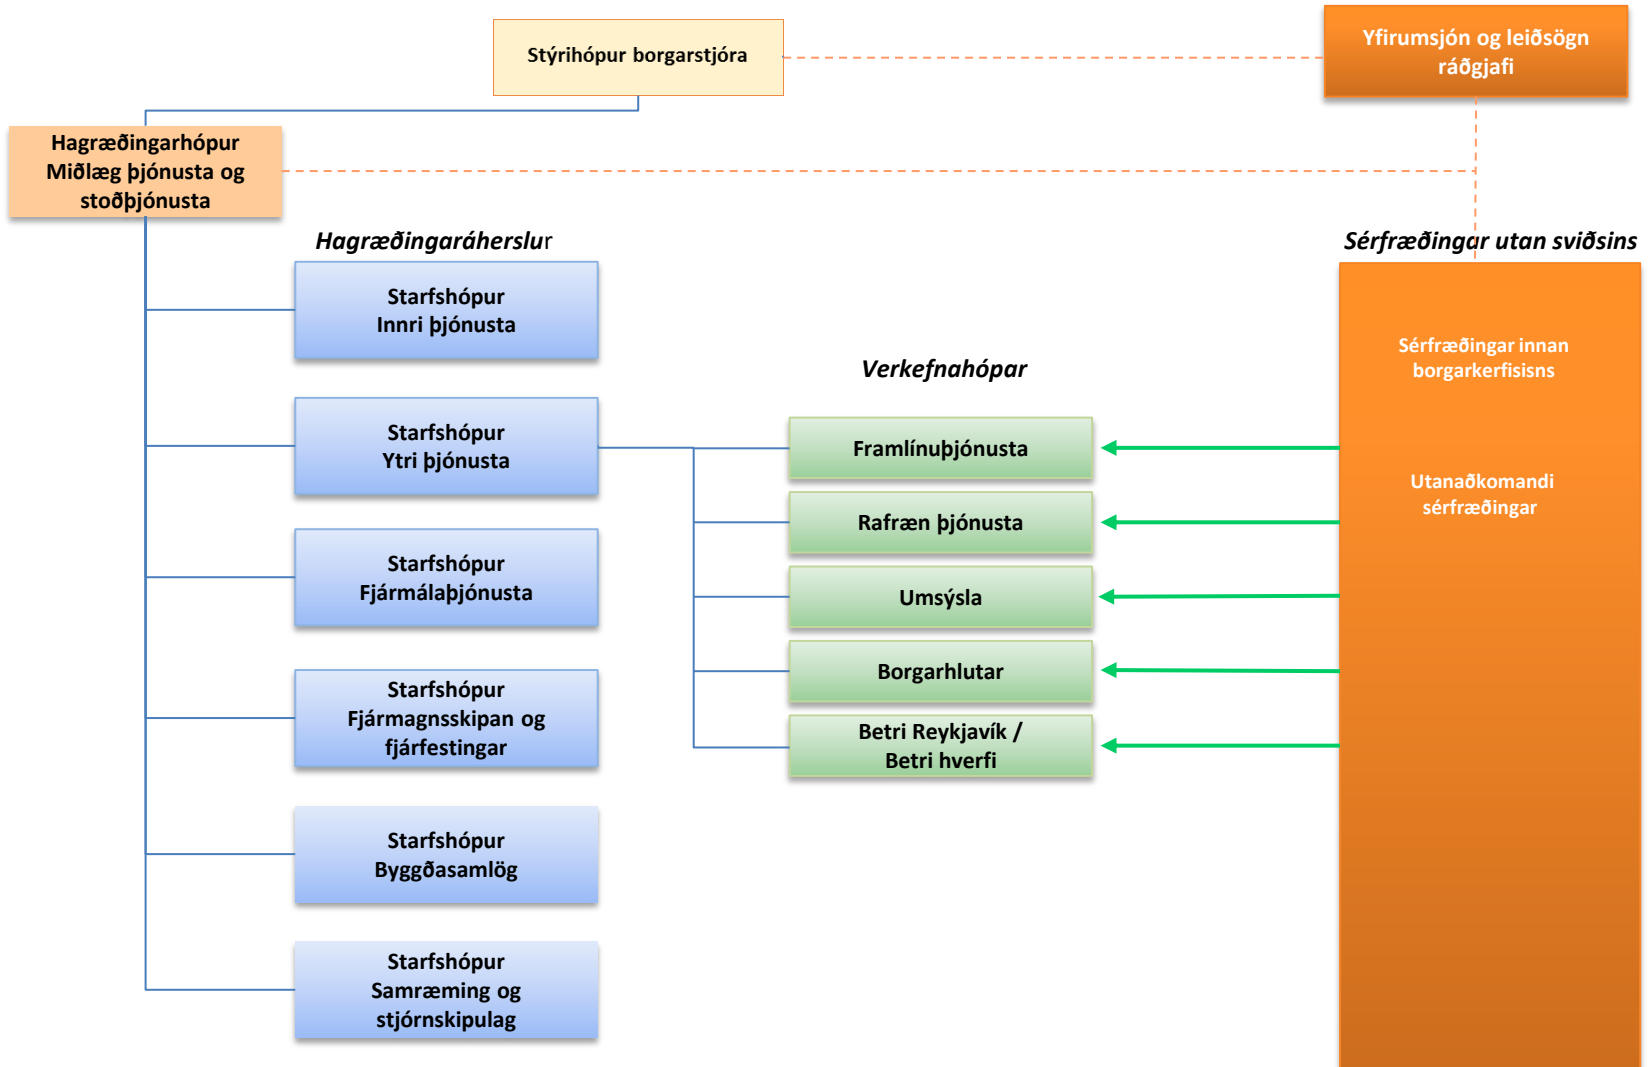 Stýrihópur borgarstjóra
Yfirumsjón og leiðsögn
ráðgjafi
Hagræðingarhópur
Miðlæg þjónusta og
stoðþjónusta
Hagræðingaráherslur
Sérfræðingar utan sviðsins
Starfshópur
Innri þjónusta
Starfshópur
Ytri þjónusta
Starfshópur
Fjármálaþjónusta
Starfshópur
Fjármagnsskipan og
fjárfestingar
Starfshópur
Byggðasamlög
Starfshópur
Samræming og
stjórnskipulag
Verkefnahópar
Framlínuþjónusta
Rafræn þjónusta
Umsýsla
Borgarhlutar
Betri Reykjavík /
Betri hverfi
Sérfræðingar innan
borgarkerfisisns
Utanaðkomandi
sérfræðingar